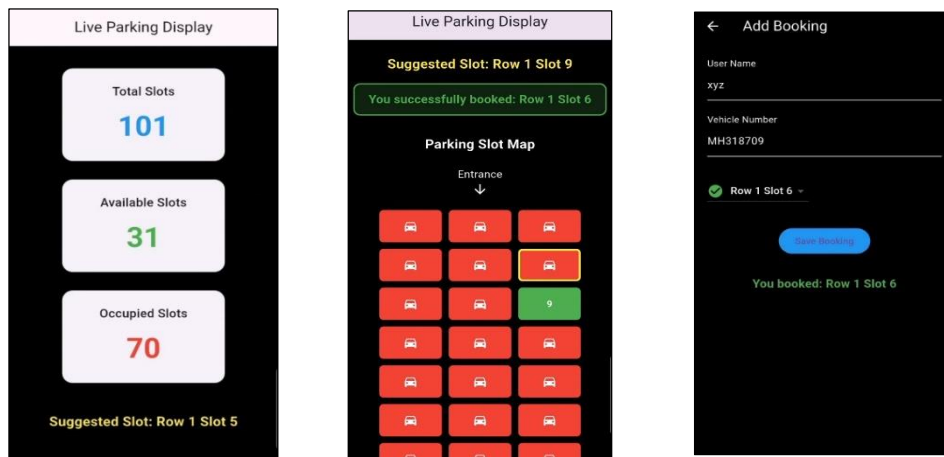 Live Parking Display
Total Slots
101
Available Slots
31
Occupied Slots
70
Suggested Slot: Row 1 Slot 5
Live Parking Display
Suggested Slot: Row 1 Slot 9
You successfully booked: Row 1 Slot 6
Parking Slot Map
Entrance
9
Add Booking
User Name
xyz
Vehicle Number
MH318709
Row 1 Slot 6
Save Booking
You booked: Row 1 Slot 6